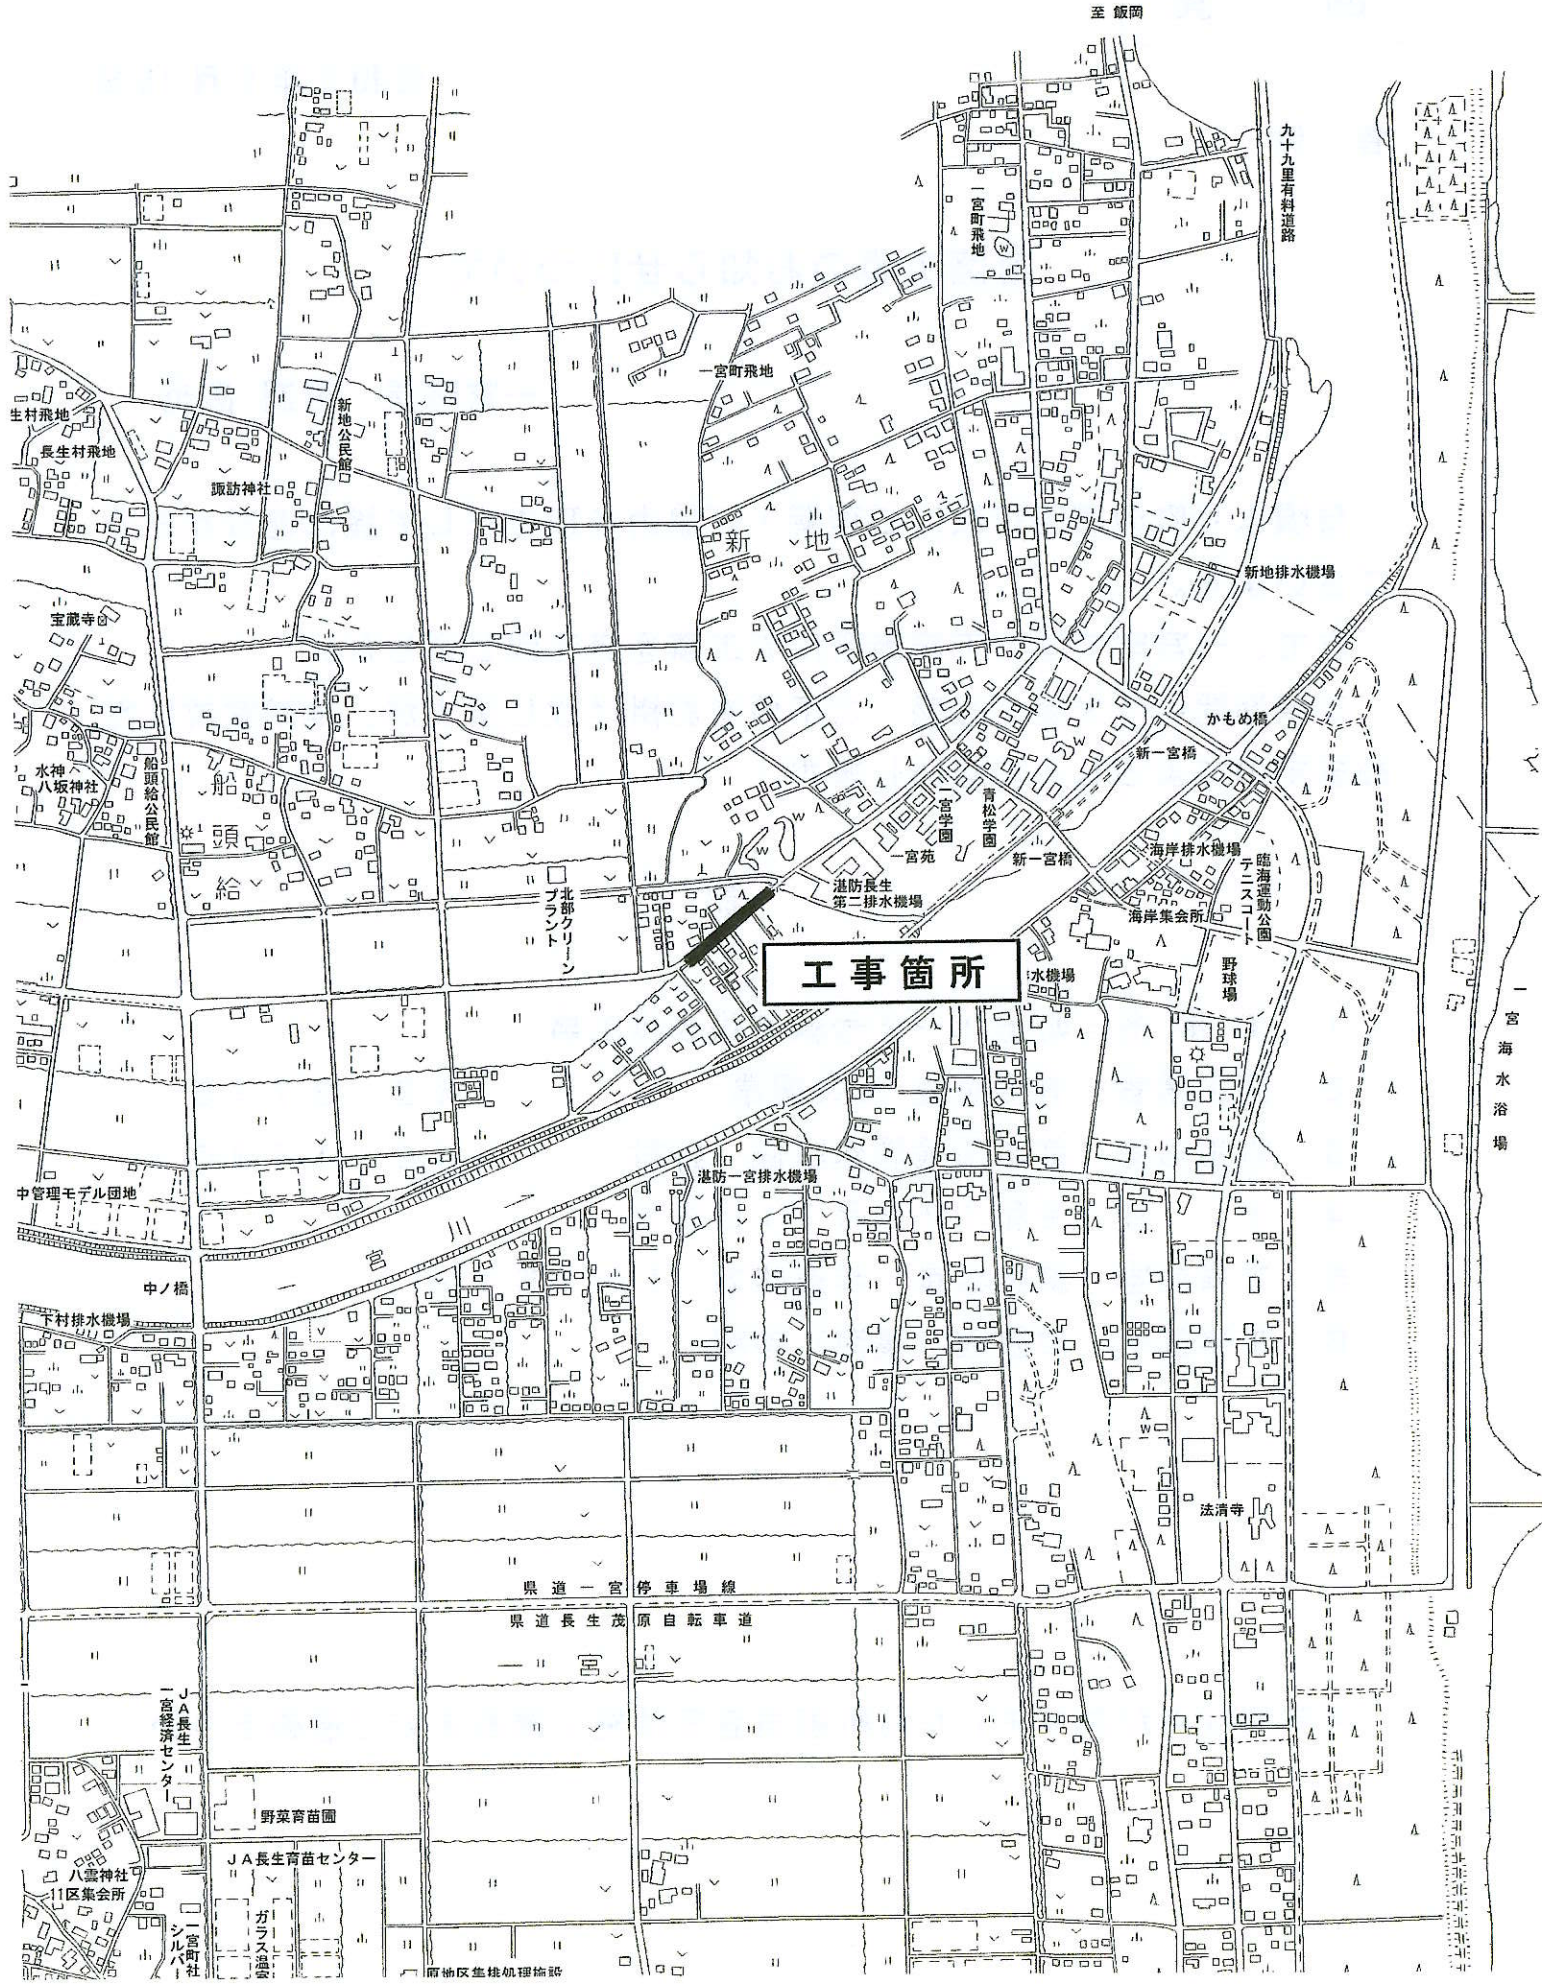 至 飯岡
九十九里有料道路
一宮町飛地
一宮町飛地
生村飛地
長生村飛地
新地公民館
諏訪神社
新地
新地排水機場
宝蔵寺
かもめ橋
新一宮橋
水神
八坂神社
船頭給公民館
船頭給
一宮学園
青松学園
一宮苑
新一宮橋
海岸排水機場
臨海運動公園
テニスコート
湛防長生
第二排水機場
海岸集会所
北部クリーン
プラント
工事箇所
水機場
野球場
一宮海水浴場
湛防一宮排水機場
中管理モデル団地
一宮川
中ノ橋
下村排水機場
法清寺
県道一宮停車場線
県道長生茂原自転車道
一宮
JA長生
一宮経済センター
野菜育苗圃
JA長生育苗センター
八雲神社
11区集会所
一宮町社
シルバー
ガラス温室
原地区集排処理施設